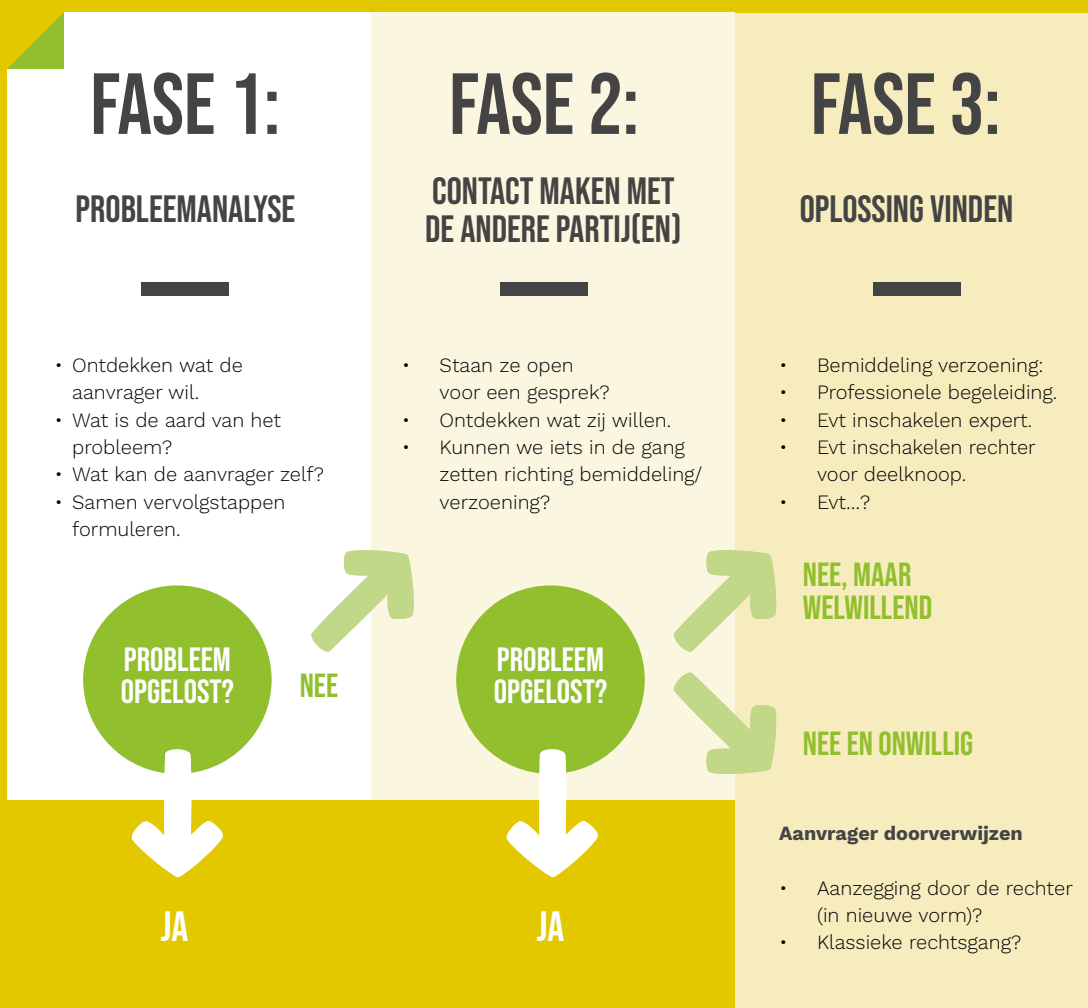 FASE 1:
PROBLEEMANALYSE
• Ontdekken wat de
aanvrager wil.
• Wat is de aard van het
probleem?
• Wat kan de aanvrager zelf?
• Samen vervolgstappen
formuleren.
PROBLEEM
OPGELOST?
NEE
JA
FASE 2:
CONTACT MAKEN MET
DE ANDERE PARTIJ(EN)
• Staan ze open
voor een gesprek?
• Ontdekken wat zij willen.
• Kunnen we iets in de gang
zetten richting bemiddeling/
verzoening?
PROBLEEM
OPGELOST?
JA
FASE 3:
OPLOSSING VINDEN
• Bemiddeling verzoening:
• Professionele begeleiding.
• Evt inschakelen expert.
• Evt inschakelen rechter
voor deelknoop.
• Evt...?
NEE, MAAR
WELWILLEND
NEE EN ONWILLIG
Aanvrager doorverwijzen
• Aanzegging door de rechter
(in nieuwe vorm)?
• Klassieke rechtsgang?